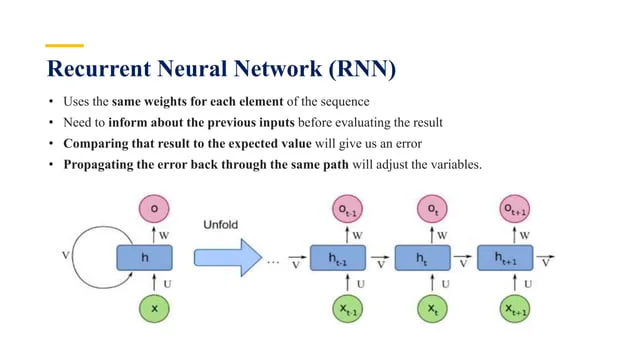 Recurrent Neural Network (RNN)
• Uses the same weights for each element of the sequence
• Need to inform about the previous inputs before evaluating the result
• Comparing that result to the expected value will give us an error
• Propagating the error back through the same path will adjust the variables.
o
W
V
h
U
x
Unfold
...
V
o t-1
W
h t-1
U
x t-1
V
o t
W
h t
U
x t
V
o t+1
W
h t+1
V
U
x t+1